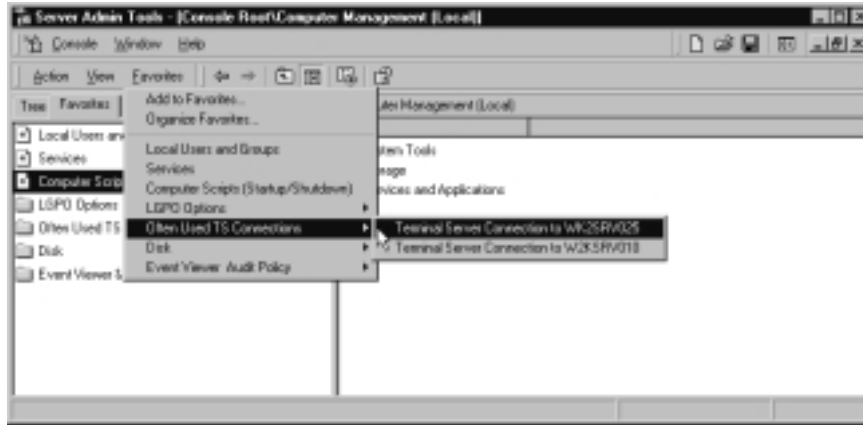 Server Admin Tools - [Console Root\Computer Management (Local)]
Console Window Help
Action View Favorites
Tree Favorites
Add to Favorites...
Organize Favorites...
Local Users and Groups
Services
Computer Scripts (Startup/Shutdown)
LGPO Options
Often Used TS Connections
Disk
Event Viewer Audit Policy
Terminal Server Connection to WK2SRV025
Terminal Server Connection to W2KSRV010
Local Users an
Services
Computer Scrip
LGPO Options
Often Used TS
Disk
Event Viewer &
uter Management (Local)
stem Tools
orage
rvices and Applications